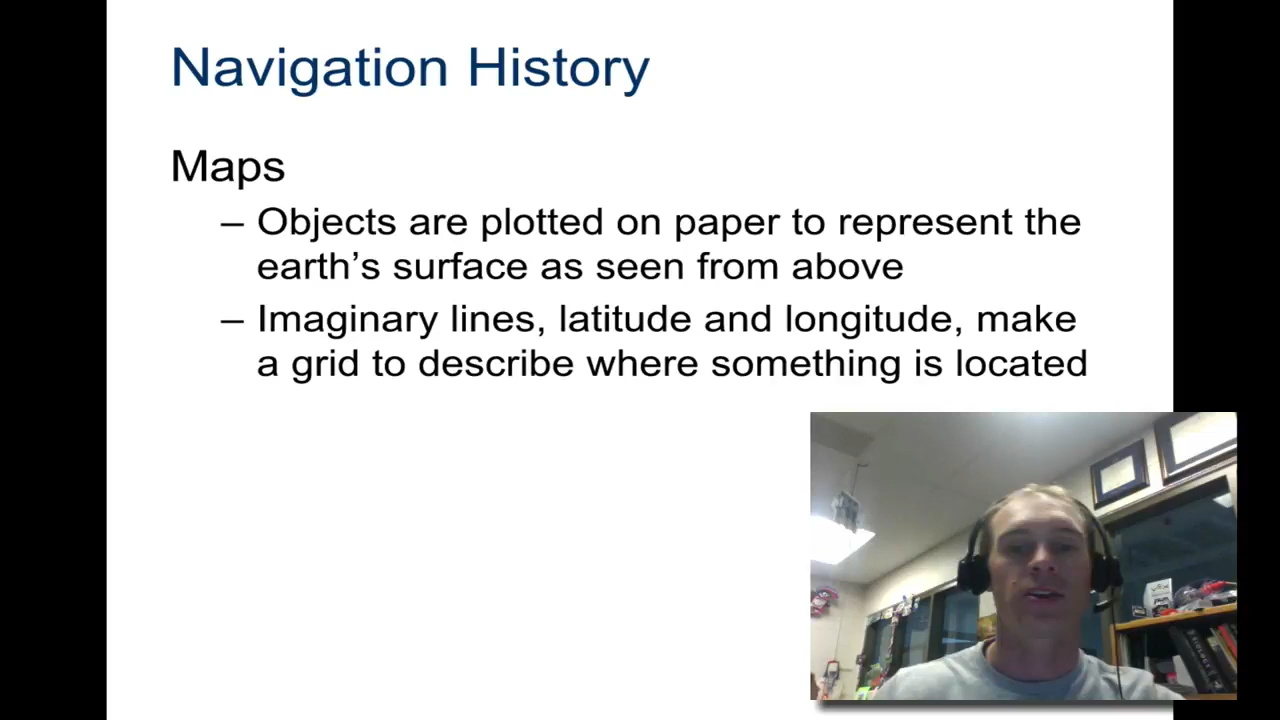 Navigation History
Maps
– Objects are plotted on paper to represent the
earth’s surface as seen from above
– Imaginary lines, latitude and longitude, make
a grid to describe where something is located